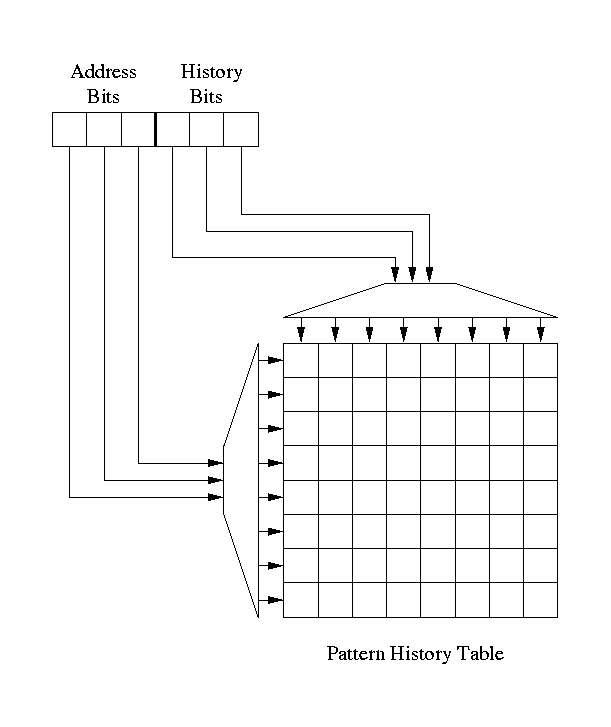 Address
Bits
History
Bits
Pattern History Table